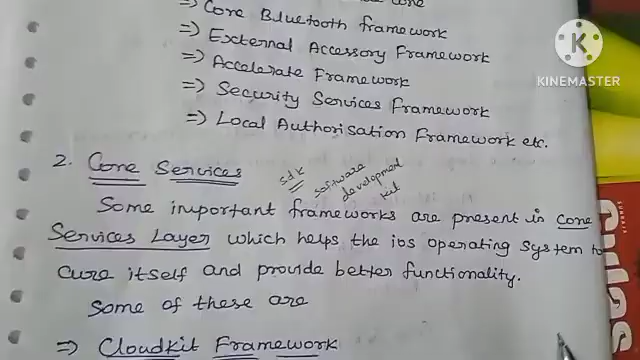 Core
=> Core Bluetooth framework
=> External Accessory Framework
=> Accelerate Framework
=> Security Services Framework
=> Local Authorisation Framework etc.
2. Core Services
sdk
software
development
kit
Some important frameworks are present in core
Services Layer which helps the ios operating system to
cure itself and provide better functionality.
Some of these are
=> Cloudkit Framework
KINEMASTER